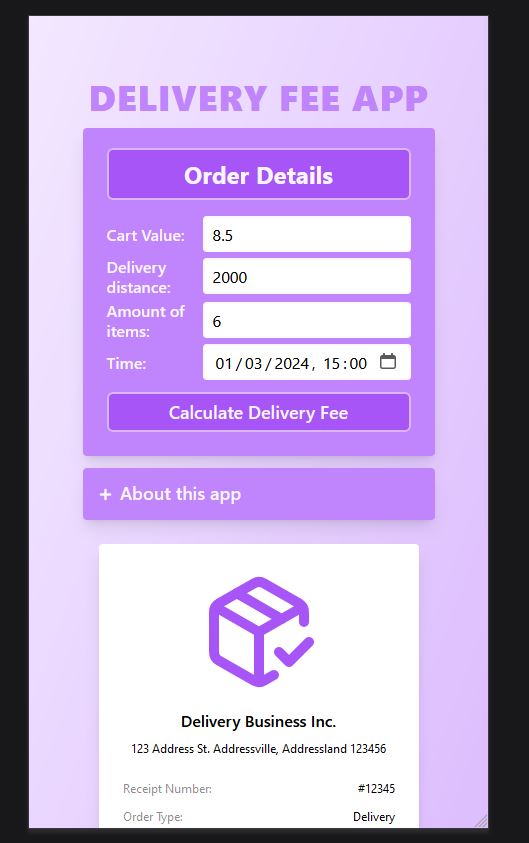 DELIVERY FEE APP
Order Details
Cart Value:
8.5
Delivery
distance:
2000
Amount of
items:
6
Time:
01/03/2024, 15:00
Calculate Delivery Fee
+ About this app
Delivery Business Inc.
123 Address St. Addressville, Addressland 123456
Receipt Number: #12345
Order Type: Delivery